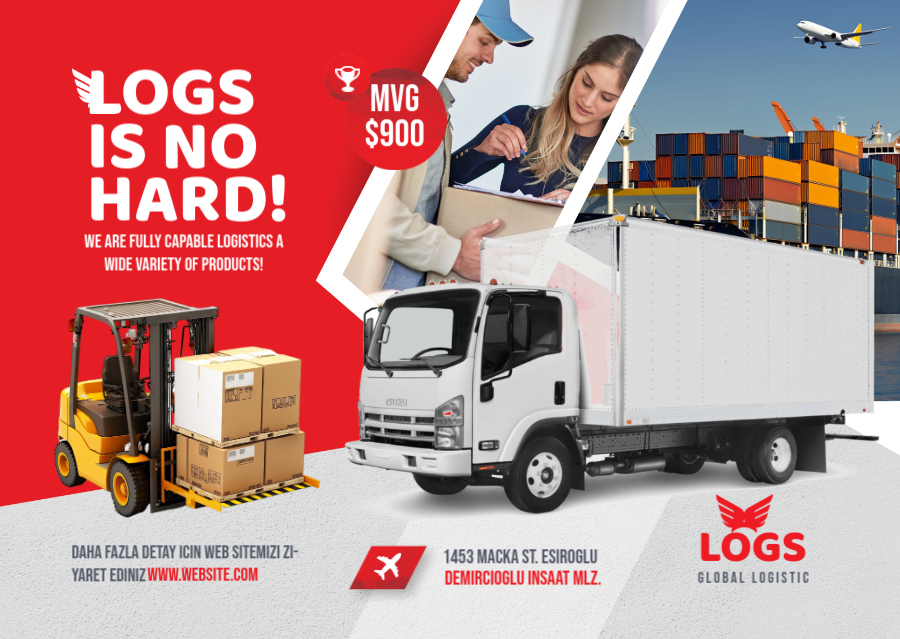 LOGS
IS NO
HARD!
WE ARE FULLY CAPABLE LOGISTICS A
WIDE VARIETY OF PRODUCTS!
MVG
$900
ISUZU
DAHA FAZLA DETAY ICIN WEB SITEMIZI ZI-
YARET EDINIZ WWW.WEBSITE.COM
1453 MACKA ST. ESIROGLU
DEMIRCIOGLU INSAAT MLZ.
LOGS
GLOBAL LOGISTIC